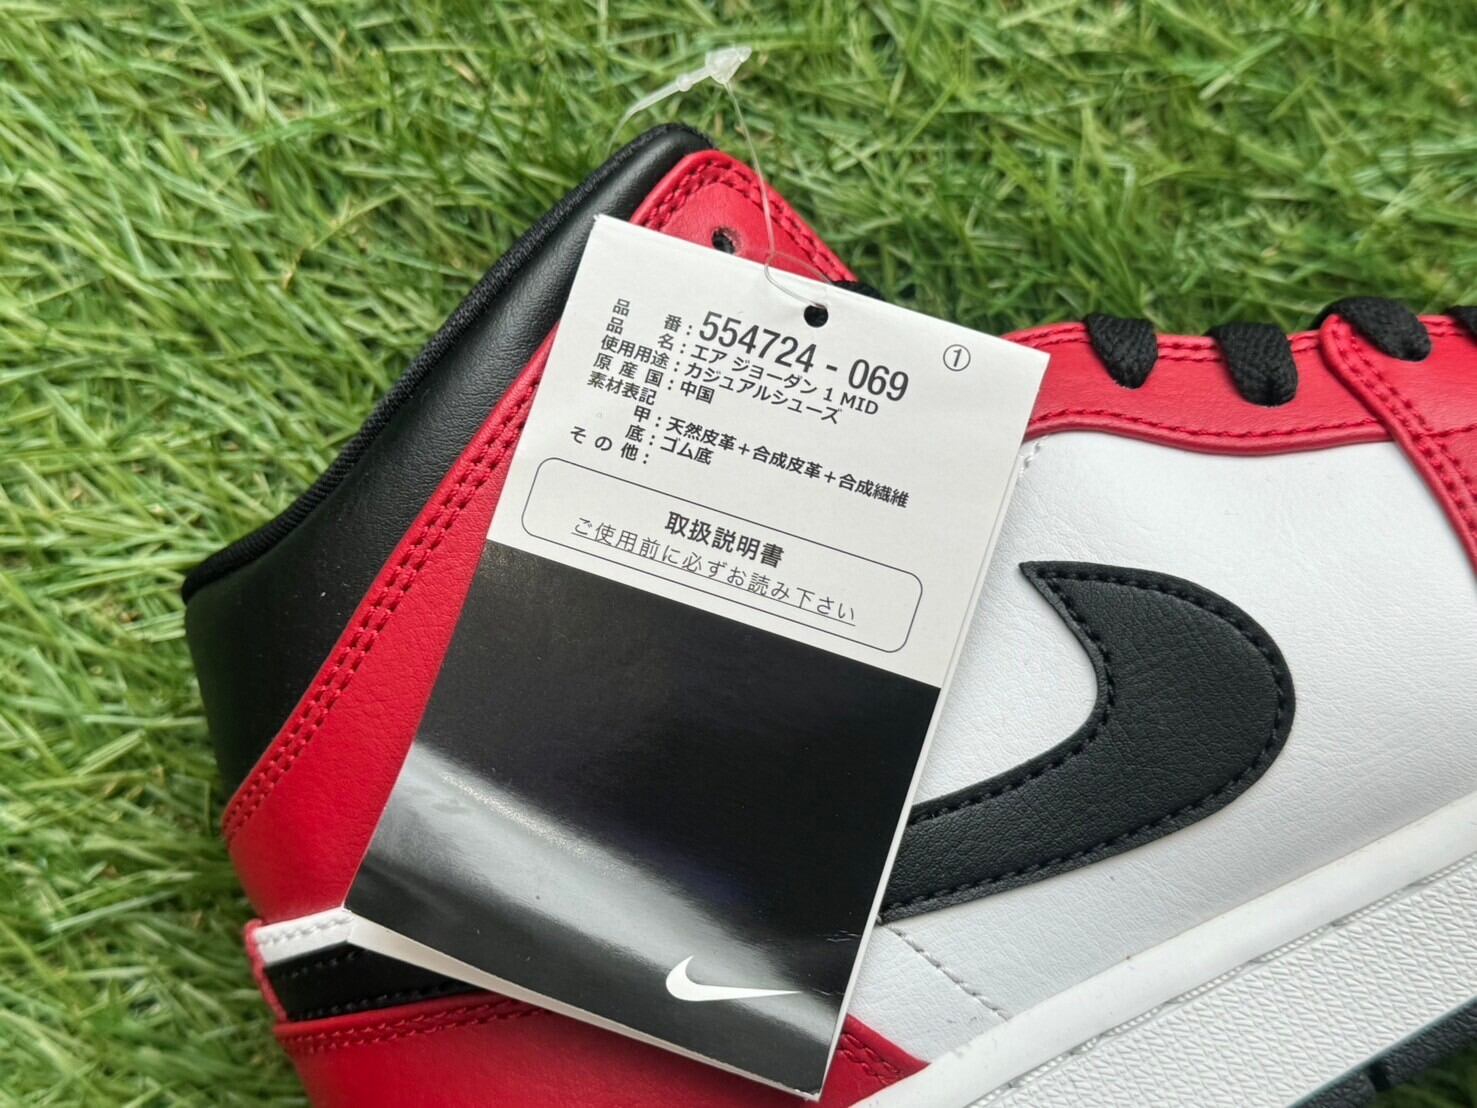 ①
品番：554724 - 069
品名：エア ジョーダン 1 MID
使用用途：カジュアルシューズ
原産国：中国
素材表記
甲：天然皮革＋合成皮革＋合成繊維
底：ゴム底
その他：
取扱説明書
ご使用前に必ずお読み下さい